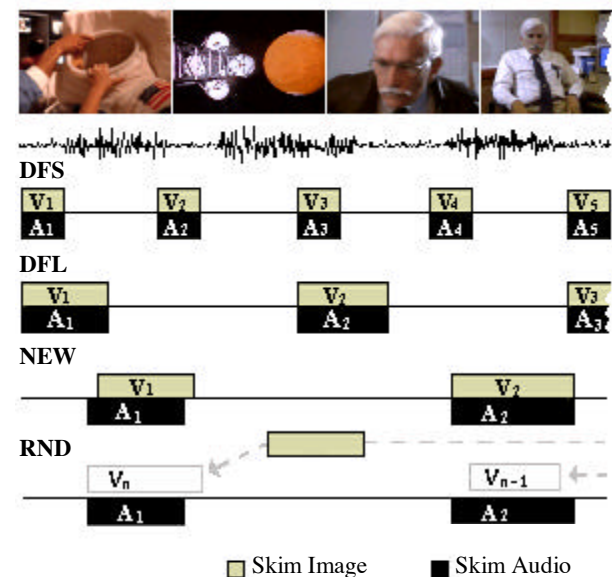 DFS
V1 V2 V3 V4 V5
A1 A2 A3 A4 A5
DFL
V1 V2 V3
A1 A2 A3
NEW
V1 V2
A1 A2
RND
Vn Vn-1
A1 A2
Skim Image Skim Audio